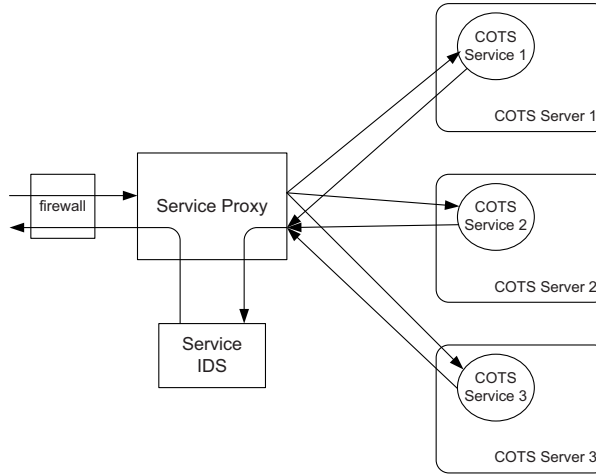 COTS
Service 1
COTS Server 1
firewall
Service Proxy
COTS
Service 2
COTS Server 2
Service
IDS
COTS
Service 3
COTS Server 3